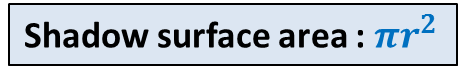 Shadow surface area : πr²